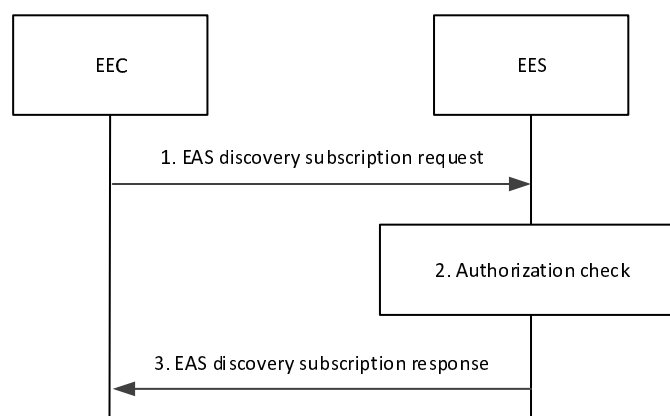 EEC
EES
1. EAS discovery subscription request
2. Authorization check
3. EAS discovery subscription response